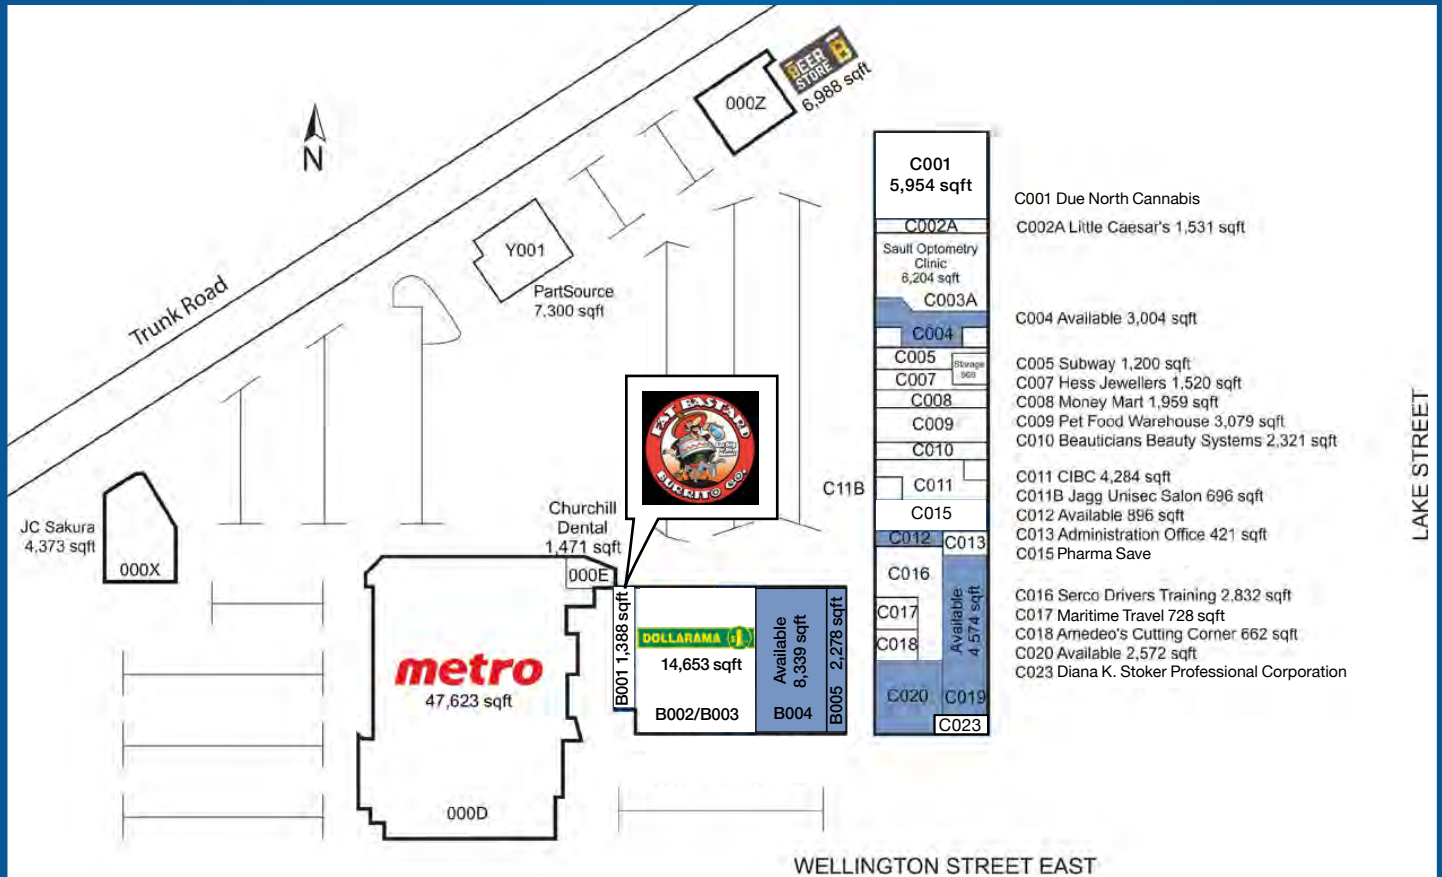 BEER
STORE
B
6,988 sqft
000Z
N
Trunk Road
Y001
PartSource
7,300 sqft
C001
5,954 sqft
C002A
Sault Optometry
Clinic
6,204 sqft
C003A
C004
C005
Storage
C007
C008
C009
C010
C11B
C011
C015
C012
C013
C016
C017
C018
Available
4,574 sqft
C020
C019
C023
C001 Due North Cannabis
C002A Little Caesar's 1,531 sqft
C004 Available 3,004 sqft
C005 Subway 1,200 sqft
C007 Hess Jewellers 1,520 sqft
C008 Money Mart 1,959 sqft
C009 Pet Food Warehouse 3,079 sqft
C010 Beauticians Beauty Systems 2,321 sqft
C011 CIBC 4,284 sqft
C011B Jagg Unisec Salon 696 sqft
C012 Available 896 sqft
C013 Administration Office 421 sqft
C015 Pharma Save
C016 Serco Drivers Training 2,832 sqft
C017 Maritime Travel 728 sqft
C018 Amedeo's Cutting Corner 662 sqft
C020 Available 2,572 sqft
C023 Diana K. Stoker Professional Corporation
LAKE STREET
FAT BASTARD
BURRITO CO.
JC Sakura
4,373 sqft
000X
Churchill
Dental
1,471 sqft
000E
metro
47,623 sqft
000D
B001 1,388 sqft
DOLLARAMA $1
14,653 sqft
B002/B003
Available
8,339 sqft
B004
B005 2,278 sqft
WELLINGTON STREET EAST